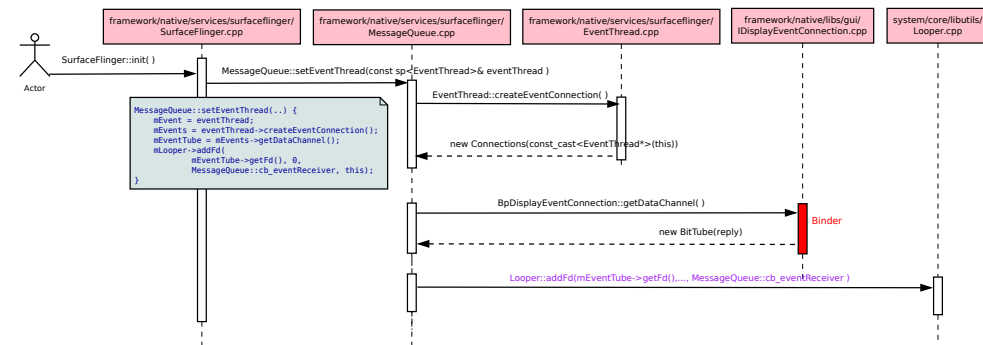 framework/native/services/surfaceflinger/
SurfaceFlinger.cpp
framework/native/services/surfaceflinger/
MessageQueue.cpp
framework/native/services/surfaceflinger/
EventThread.cpp
framework/native/libs/gui/
IDisplayEventConnection.cpp
system/core/libutils/
Looper.cpp
Actor
SurfaceFlinger::init( )
MessageQueue::setEventThread(const sp<EventThread>& eventThread )
EventThread::createEventConnection( )
MessageQueue::setEventThread(..) {
mEvent = eventThread;
mEvents = eventThread->createEventConnection();
mEventTube = mEvents->getDataChannel();
mLooper->addFd(
mEventTube->getFd(), 0,
MessageQueue::cb_eventReceiver, this);
}
new Connections(const_cast<EventThread*>(this))
BpDisplayEventConnection::getDataChannel( )
Binder
new BitTube(reply)
Looper::addFd(mEventTube->getFd(),..., MessageQueue::cb_eventReceiver )